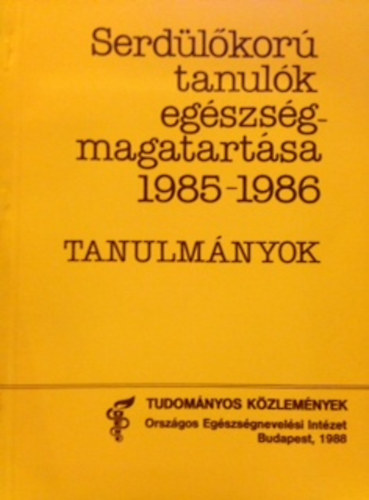 Serdülőkorú
tanulók
egészség-
magatartása
1985-1986
TANULMÁNYOK
TUDOMÁNYOS KÖZLEMÉNYEK
Országos Egészségnevelési Intézet
Budapest, 1988